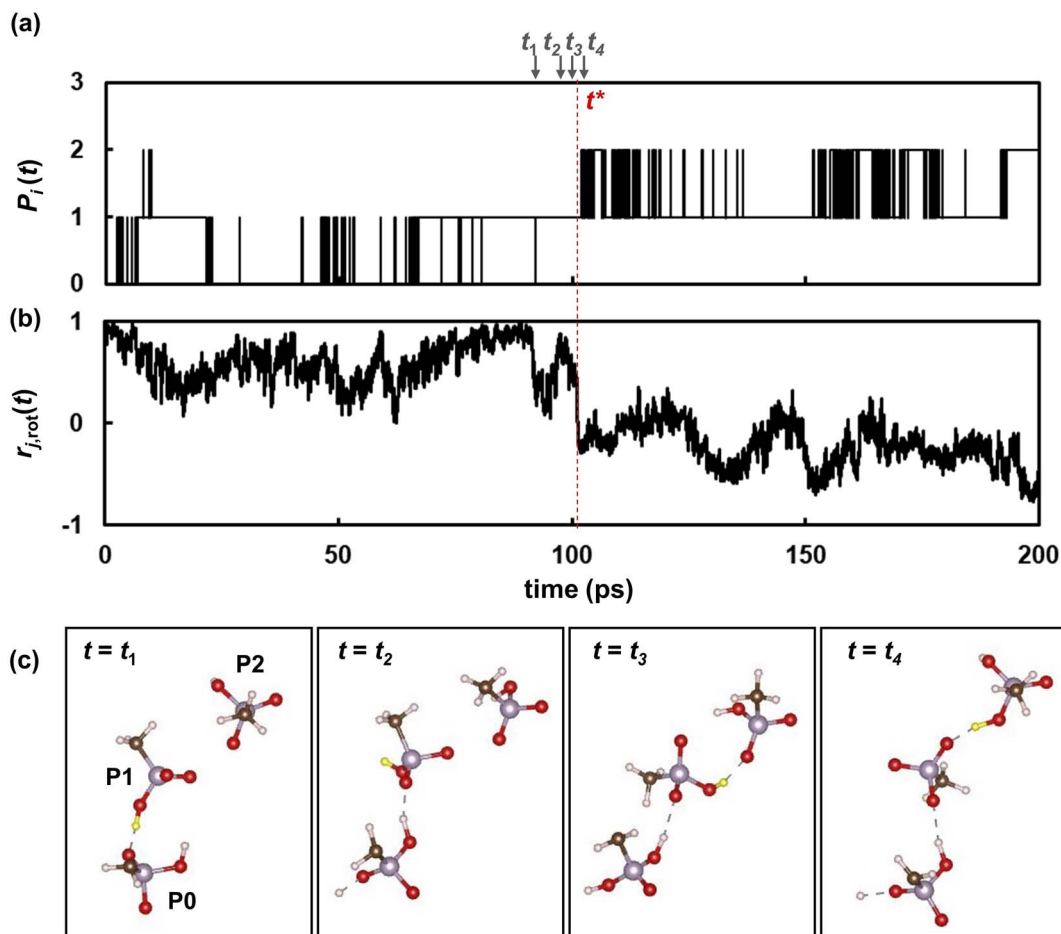 (a)
t1 t2 t3 t4
3
t*
2
1
0
Pi(t)
(b)
1
0
-1
rj,rot(t)
0 50 100 150 200
time (ps)
(c)
t = t1 P2 P1 P0
t = t2
t = t3
t = t4